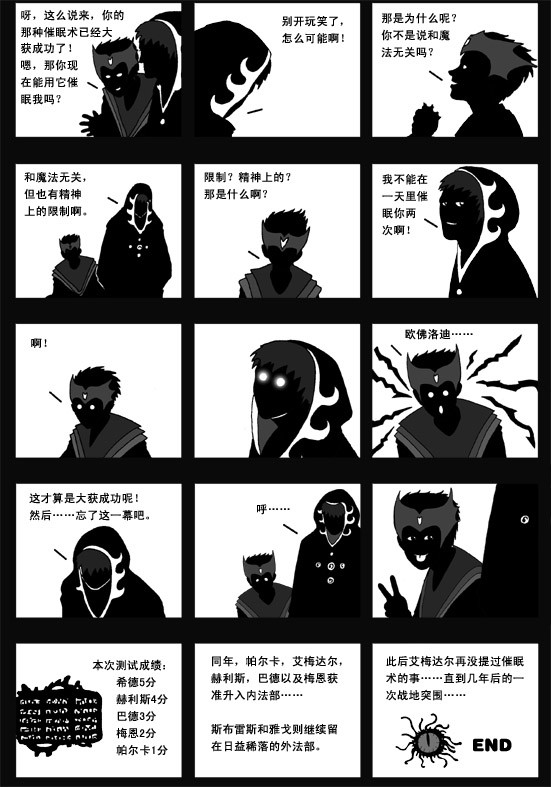 呀，这么说来，你的
那种催眠术已经大
获成功了！
嗯，那你现
在能用它催
眠我吗？
别开玩笑了，
怎么可能啊！
那是为什么呢？
你不是说和魔
法无关吗？
和魔法无关，
但也有精神
上的限制啊。
限制？精神上的？
那是什么啊？
我不能在
一天里催
眠你两
次啊！
啊！
欧佛洛迪……
这才算是大获成功呢！
然后……忘了这一幕吧。
呼……
本次测试成绩：
希德5分
赫利斯4分
巴德3分
梅恩2分
帕尔卡1分
同年，帕尔卡，艾梅达尔，
赫利斯，巴德以及梅恩获
准升入内法部……
斯布雷斯和雅戈则继续留
在日益稀落的外法部。
此后艾梅达尔再没提过催眠
术的事……直到几年后的一
次战地突围……
END